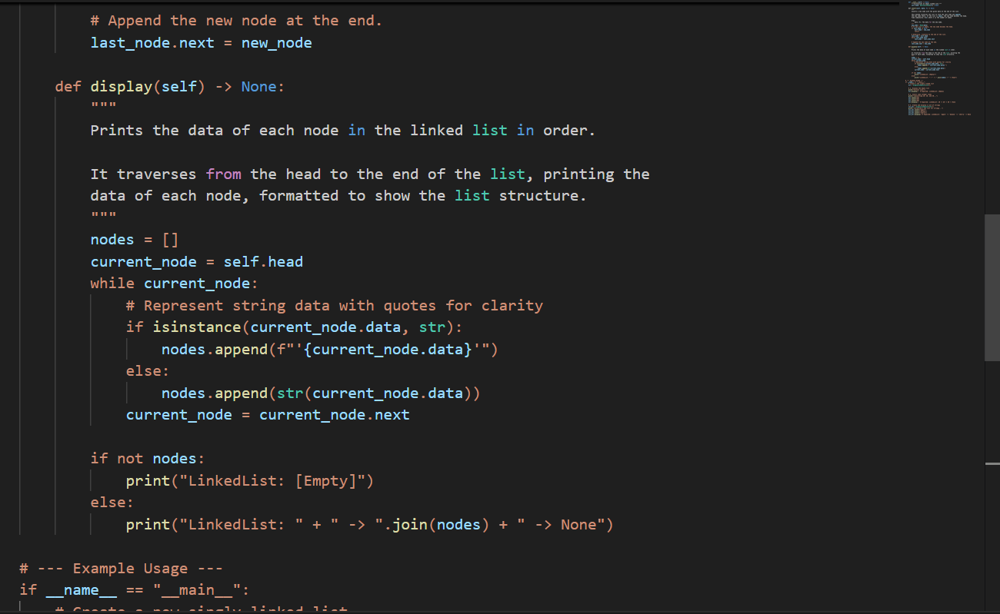 # Append the new node at the end.
last_node.next = new_node
def display(self) -> None:
"""
Prints the data of each node in the linked list in order.
It traverses from the head to the end of the list, printing the
data of each node, formatted to show the list structure.
"""
nodes = []
current_node = self.head
while current_node:
# Represent string data with quotes for clarity
if isinstance(current_node.data, str):
nodes.append(f"'{current_node.data}'")
else:
nodes.append(str(current_node.data))
current_node = current_node.next
if not nodes:
print("LinkedList: [Empty]")
else:
print("LinkedList: " + " -> ".join(nodes) + " -> None")
# --- Example Usage ---
if __name__ == "__main__":
# Create a new singly linked list